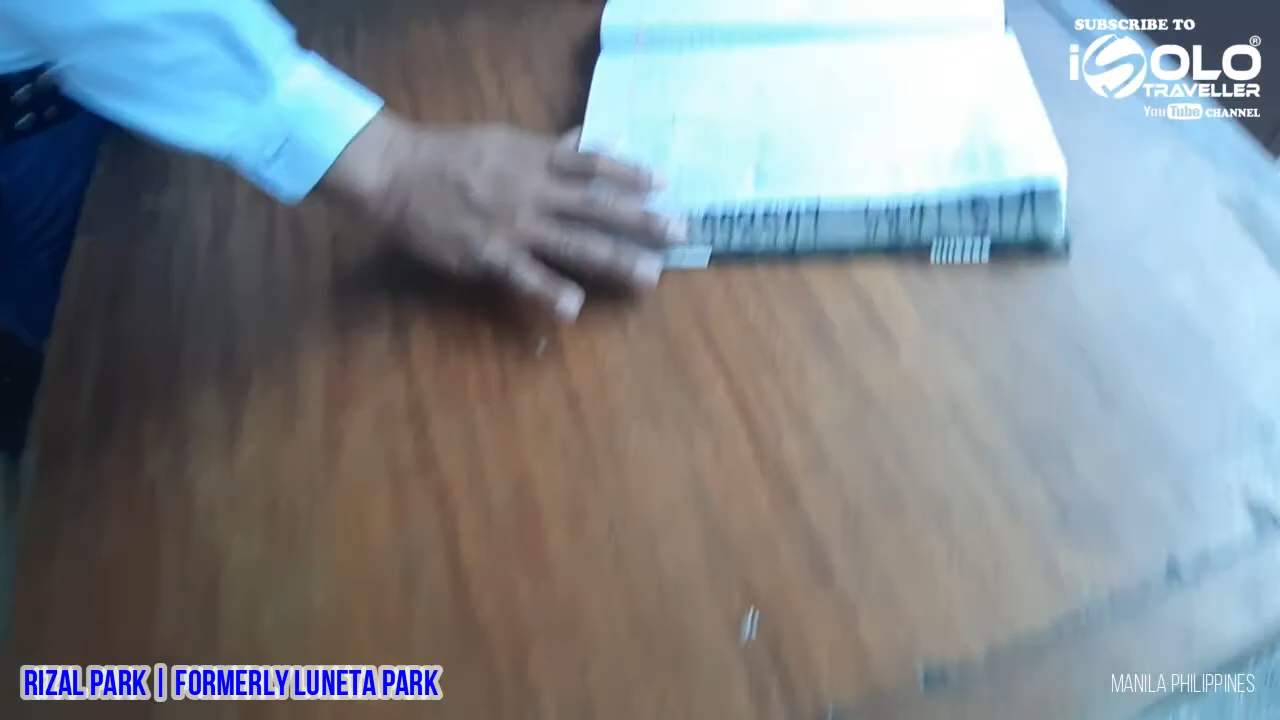 SUBSCRIBE TO
iSOLO®
TRAVELLER
YouTube CHANNEL
RIZAL PARK | FORMERLY LUNETA PARK
MANILA PHILIPPINES